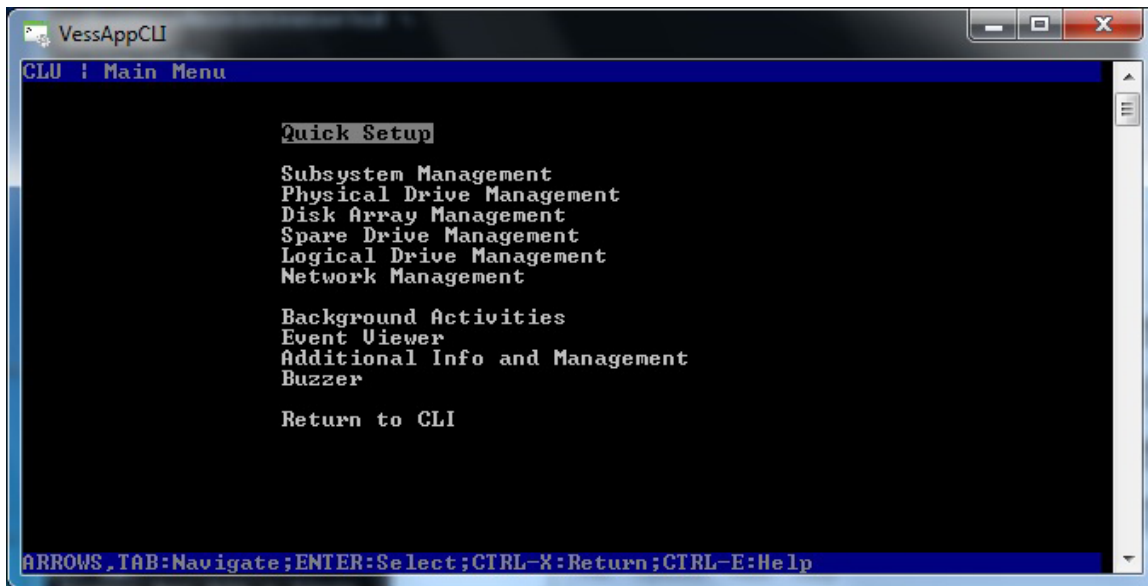 VessAppCLI
CLU ¦ Main Menu
Quick Setup
Subsystem Management
Physical Drive Management
Disk Array Management
Spare Drive Management
Logical Drive Management
Network Management
Background Activities
Event Viewer
Additional Info and Management
Buzzer
Return to CLI
ARROWS,TAB:Navigate;ENTER:Select;CTRL-X:Return;CTRL-E:Help